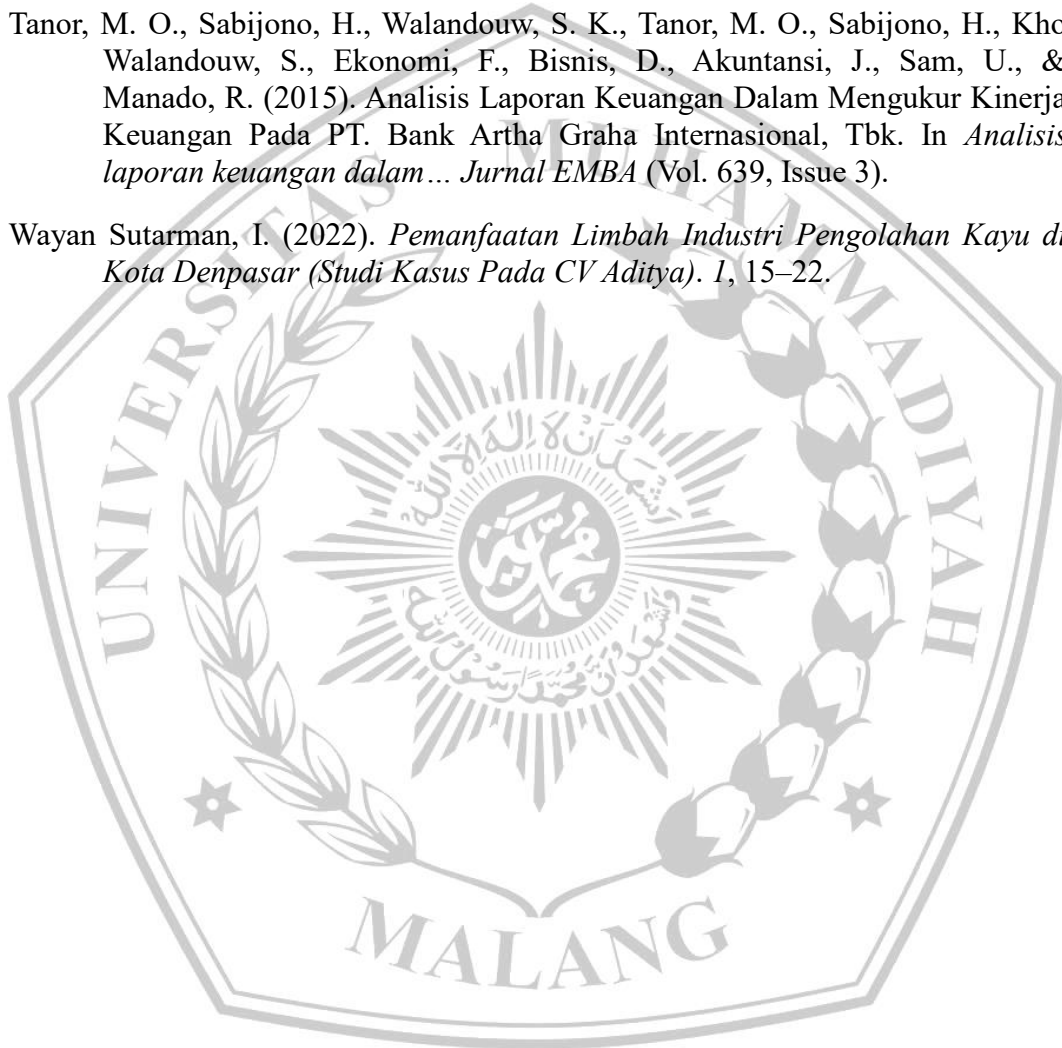 Tanor, M. O., Sabijono, H., Walandouw, S. K., Tanor, M. O., Sabijono, H., Kho
Walandouw, S., Ekonomi, F., Bisnis, D., Akuntansi, J., Sam, U., &
Manado, R. (2015). Analisis Laporan Keuangan Dalam Mengukur Kinerja
Keuangan Pada PT. Bank Artha Graha Internasional, Tbk. In Analisis
laporan keuangan dalam... Jurnal EMBA (Vol. 639, Issue 3).
Wayan Sutarman, I. (2022). Pemanfaatan Limbah Industri Pengolahan Kayu di
Kota Denpasar (Studi Kasus Pada CV Aditya). 1, 15–22.
UNIVERSITAS MUHAMMADIYAH
MALANG